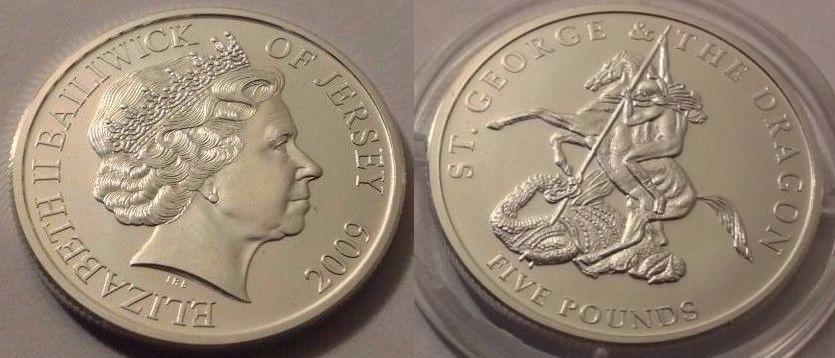 ELIZABETH II BAILIWICK OF JERSEY 2009
IRB
ST. GEORGE & THE DRAGON
FIVE POUNDS